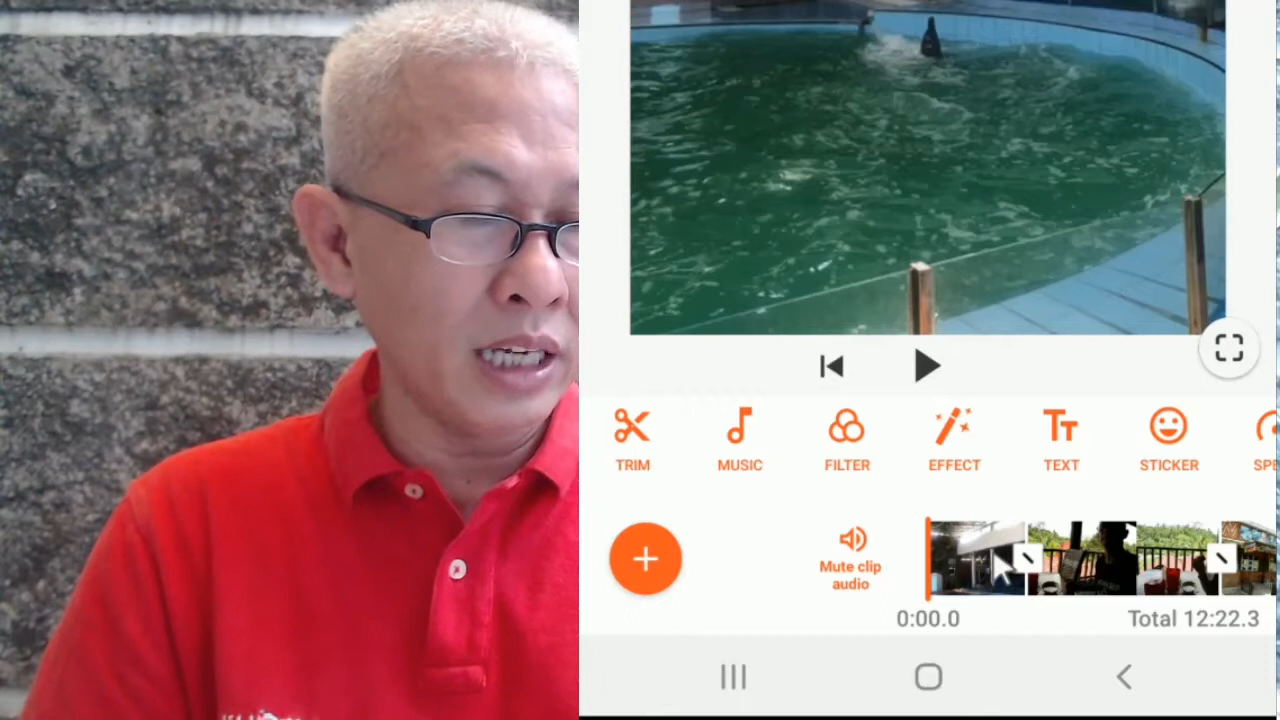 TRIM
MUSIC
FILTER
EFFECT
TEXT
STICKER
Mute clip
audio
0:00.0
Total 12:22.3